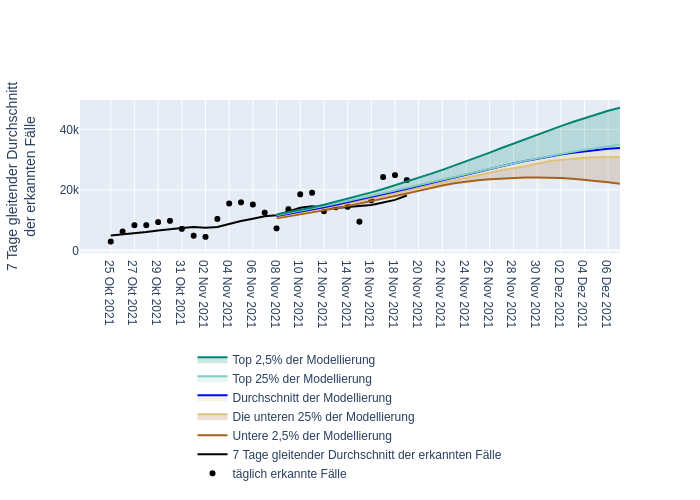 7 Tage gleitender Durchschnitt
der erkannten Fälle
40k
20k
0
25 Okt 2021
27 Okt 2021
29 Okt 2021
31 Okt 2021
02 Nov 2021
04 Nov 2021
06 Nov 2021
08 Nov 2021
10 Nov 2021
12 Nov 2021
14 Nov 2021
16 Nov 2021
18 Nov 2021
20 Nov 2021
22 Nov 2021
24 Nov 2021
26 Nov 2021
28 Nov 2021
30 Nov 2021
02 Dez 2021
04 Dez 2021
06 Dez 2021
Top 2,5% der Modellierung
Top 25% der Modellierung
Durchschnitt der Modellierung
Die unteren 25% der Modellierung
Untere 2,5% der Modellierung
7 Tage gleitender Durchschnitt der erkannten Fälle
täglich erkannte Fälle